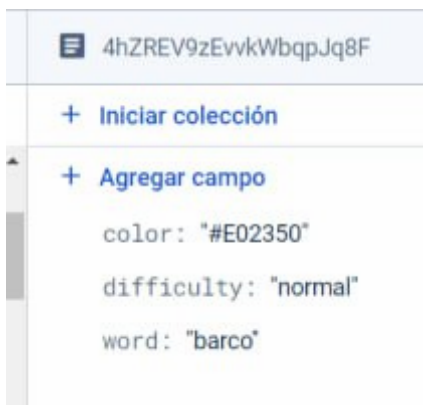 4hZREV9zEvvkWbqpJq8F
+ Iniciar colección
+ Agregar campo
color: "#E02350"
difficulty: "normal"
word: "barco"